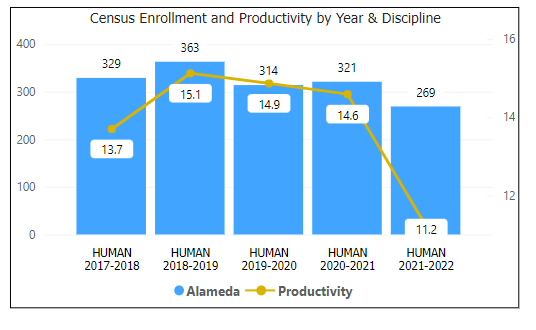 Census Enrollment and Productivity by Year & Discipline
400
300
200
100
0
16
14
12
329
363
314
321
269
13.7
15.1
14.9
14.6
11.2
HUMAN
2017-2018
HUMAN
2018-2019
HUMAN
2019-2020
HUMAN
2020-2021
HUMAN
2021-2022
Alameda
Productivity